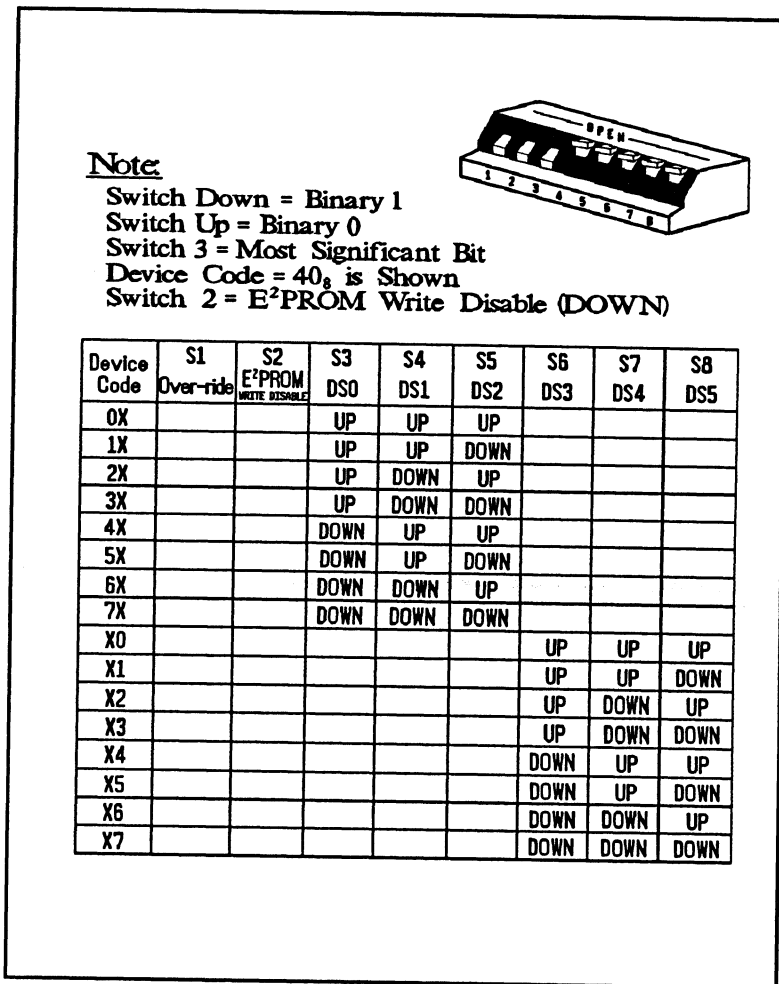 OPEN
1 2 3 4 5 6 7 8
Note:
Switch Down = Binary 1
Switch Up = Binary 0
Switch 3 = Most Significant Bit
Device Code = 40₈ is Shown
Switch 2 = E²PROM Write Disable (DOWN)
Device Code S1 Over-ride S2 E²PROM WRITE DISABLE S3 DS0 S4 DS1 S5 DS2 S6 DS3 S7 DS4 S8 DS5
0X UP UP UP
1X UP UP DOWN
2X UP DOWN UP
3X UP DOWN DOWN
4X DOWN UP UP
5X DOWN UP DOWN
6X DOWN DOWN UP
7X DOWN DOWN DOWN
X0 UP UP UP
X1 UP UP DOWN
X2 UP DOWN UP
X3 UP DOWN DOWN
X4 DOWN UP UP
X5 DOWN UP DOWN
X6 DOWN DOWN UP
X7 DOWN DOWN DOWN